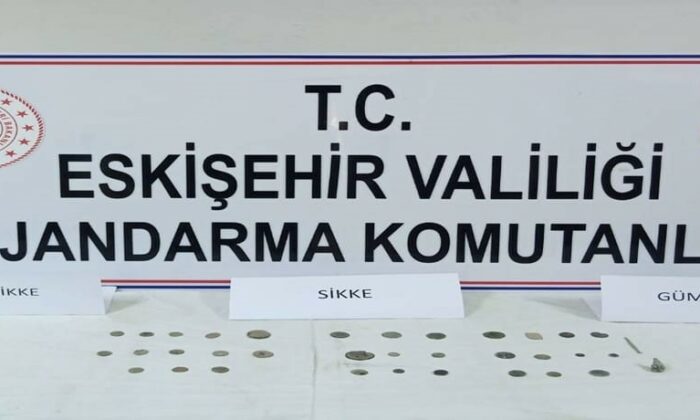 T.C.
ESKİŞEHİR VALİLİĞİ
JANDARMA KOMUTANL
İKKE
SİKKE
GÜM